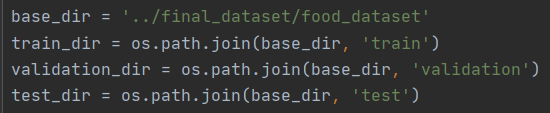 base_dir = '../final_dataset/food_dataset'
train_dir = os.path.join(base_dir, 'train')
validation_dir = os.path.join(base_dir, 'validation')
test_dir = os.path.join(base_dir, 'test')